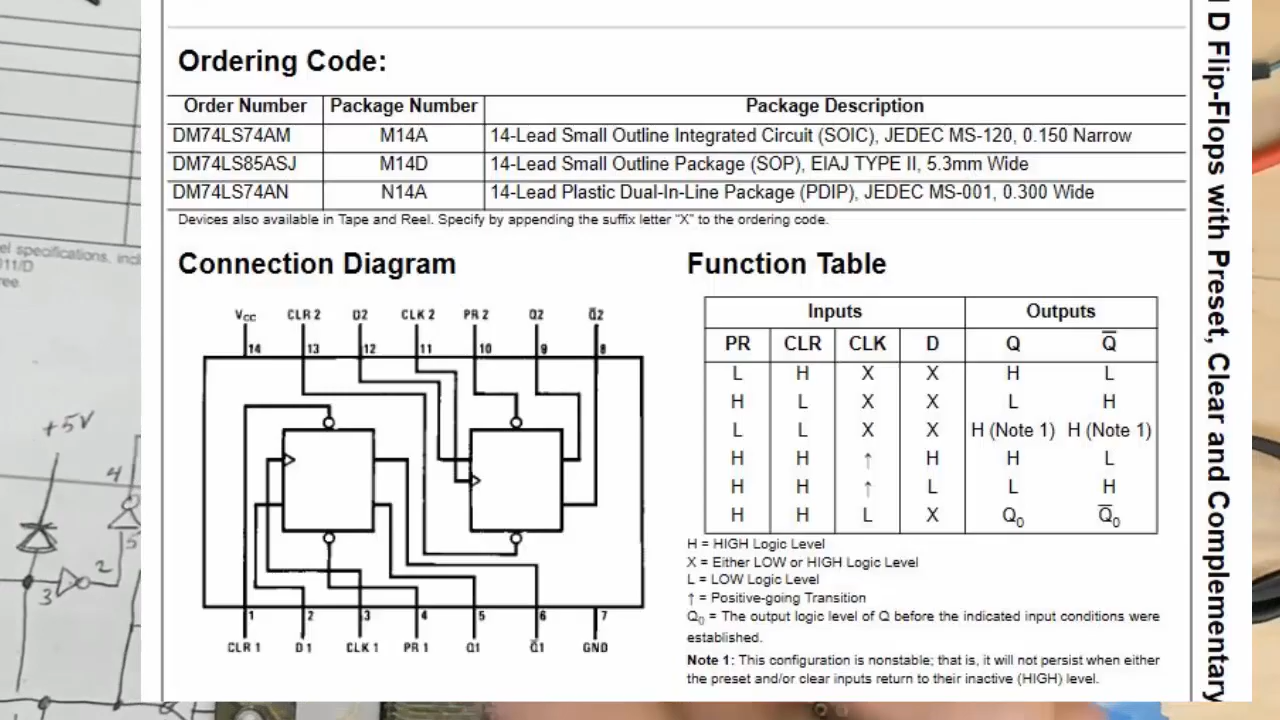 Ordering Code:
Order Number Package Number Package Description
DM74LS74AM M14A 14-Lead Small Outline Integrated Circuit (SOIC), JEDEC MS-120, 0.150 Narrow
DM74LS85ASJ M14D 14-Lead Small Outline Package (SOP), EIAJ TYPE II, 5.3mm Wide
DM74LS74AN N14A 14-Lead Plastic Dual-In-Line Package (PDIP), JEDEC MS-001, 0.300 Wide
Devices also available in Tape and Reel. Specify by appending the suffix letter "X" to the ordering code.
Connection Diagram
VCC CLR 2 D2 CLK 2 PR 2 Q2 Q̅2
14 13 12 11 10 9 8
1 2 3 4 5 6 7
CLR 1 D1 CLK 1 PR 1 Q1 Q̅1 GND
Function Table
Inputs Outputs
PR CLR CLK D Q Q̅
L H X X H L
H L X X L H
L L X X H (Note 1) H (Note 1)
H H ↑ H H L
H H ↑ L L H
H H L X Q₀ Q̅₀
H = HIGH Logic Level
X = Either LOW or HIGH Logic Level
L = LOW Logic Level
↑ = Positive-going Transition
Q₀ = The output logic level of Q before the indicated input conditions were
established.
Note 1: This configuration is nonstable; that is, it will not persist when either
the preset and/or clear inputs return to their inactive (HIGH) level.
D Flip-Flops with Preset, Clear and Complementary
specifications,
11/D
+5V
4
5
2
3